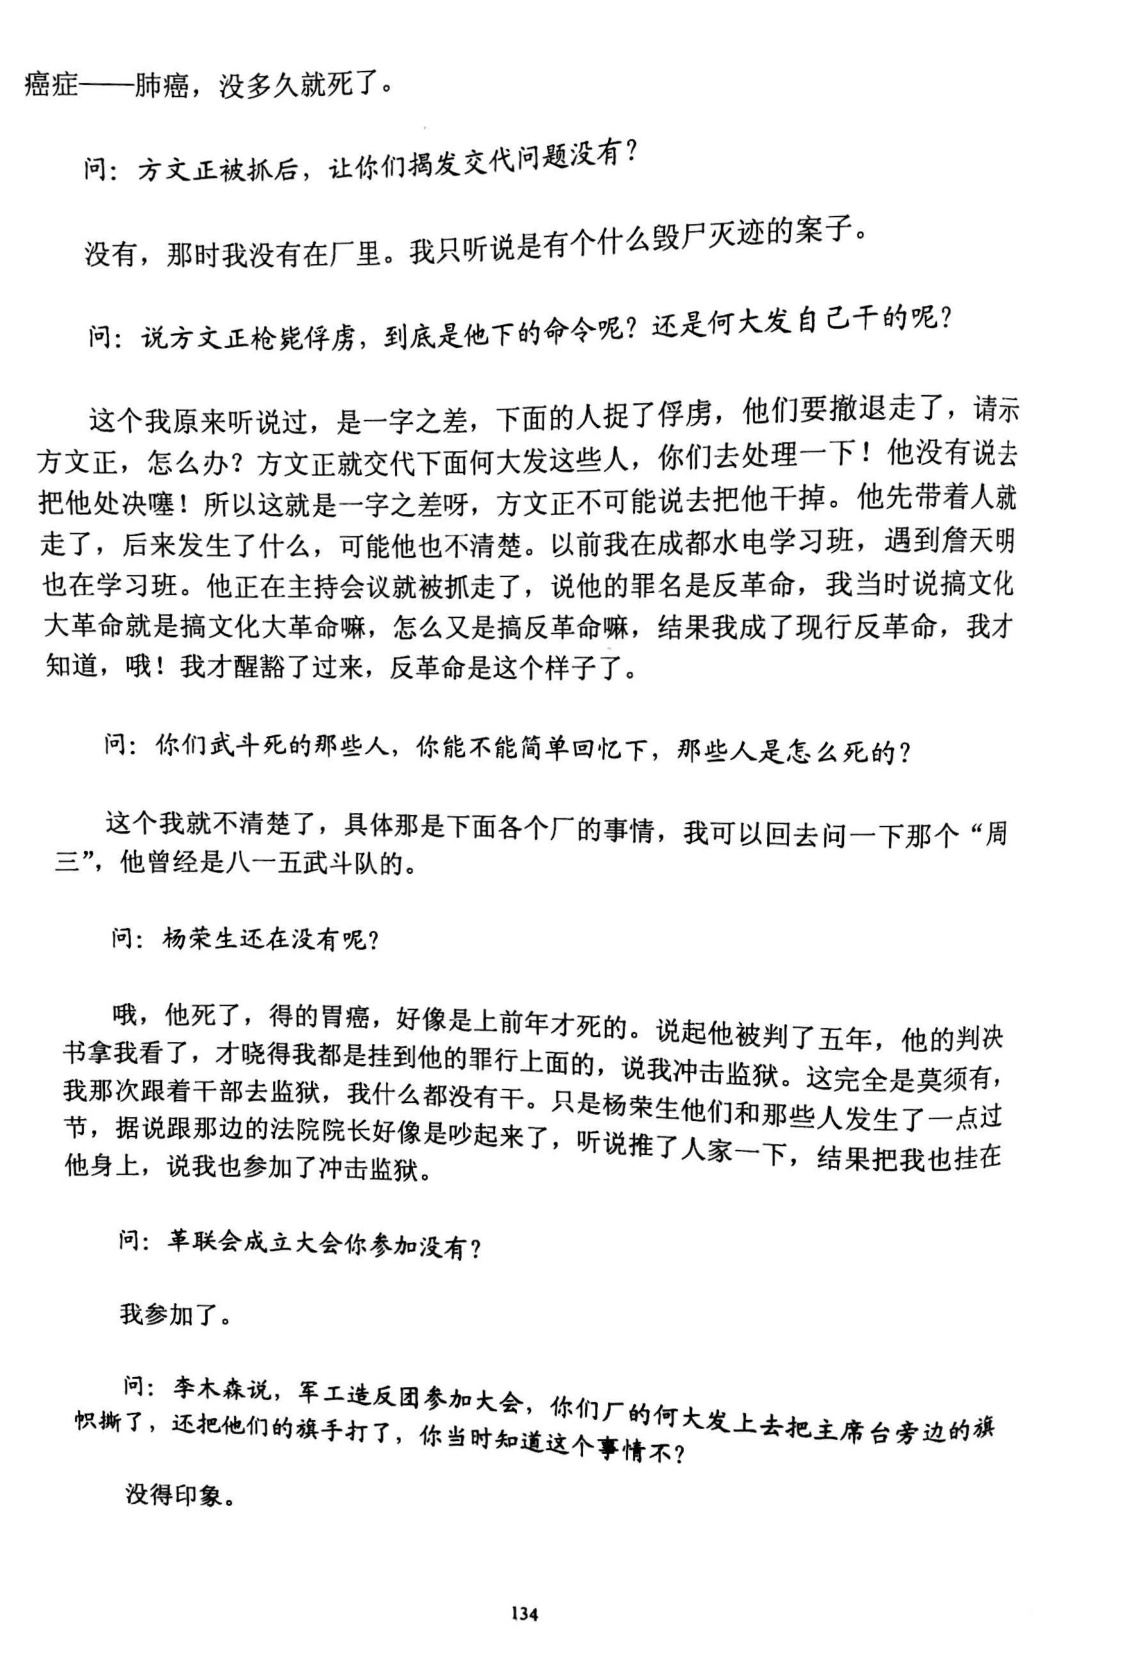 癌症——肺癌，没多久就死了。
问：方文正被抓后，让你们揭发交代问题没有？
没有，那时我没有在厂里。我只听说是有个什么毁尸灭迹的案子。
问：说方文正枪毙俘虏，到底是他下的命令呢？还是何大发自己干的呢？
这个我原来听说过，是一字之差，下面的人捉了俘虏，他们要撤退走了，请示
方文正，怎么办？方文正就交代下面何大发这些人，你们去处理一下！他没有说去
把他处决噻！所以这就是一字之差呀，方文正不可能说去把他干掉。他先带着人就
走了，后来发生了什么，可能他也不清楚。以前我在成都水电学习班，遇到詹天明
也在学习班。他正在主持会议就被抓走了，说他的罪名是反革命，我当时说搞文化
大革命就是搞文化大革命嘛，怎么又是搞反革命嘛，结果我成了现行反革命，我才
知道，哦！我才醒豁了过来，反革命是这个样子了。
问：你们武斗死的那些人，你能不能简单回忆下，那些人是怎么死的？
这个我就不清楚了，具体那是下面各个厂的事情，我可以回去问一下那个“周
三”，他曾经是八一五武斗队的。
问：杨荣生还在没有呢？
哦，他死了，得的胃癌，好像是上前年才死的。说起他被判了五年，他的判决
书拿我看了，才晓得我都是挂到他的罪行上面的，说我冲击监狱。这完全是莫须有，
我那次跟着干部去监狱，我什么都没有干。只是杨荣生他们和那些人发生了一点过
节，据说跟那边的法院院长好像是吵起来了，听说推了人家一下，结果把我也挂在
他身上，说我也参加了冲击监狱。
问：革联会成立大会你参加没有？
我参加了。
问：李木森说，军工造反团参加大会，你们厂的何大发上去把主席台旁边的旗
帜撕了，还把他们的旗手打了，你当时知道这个事情不？
没得印象。
134